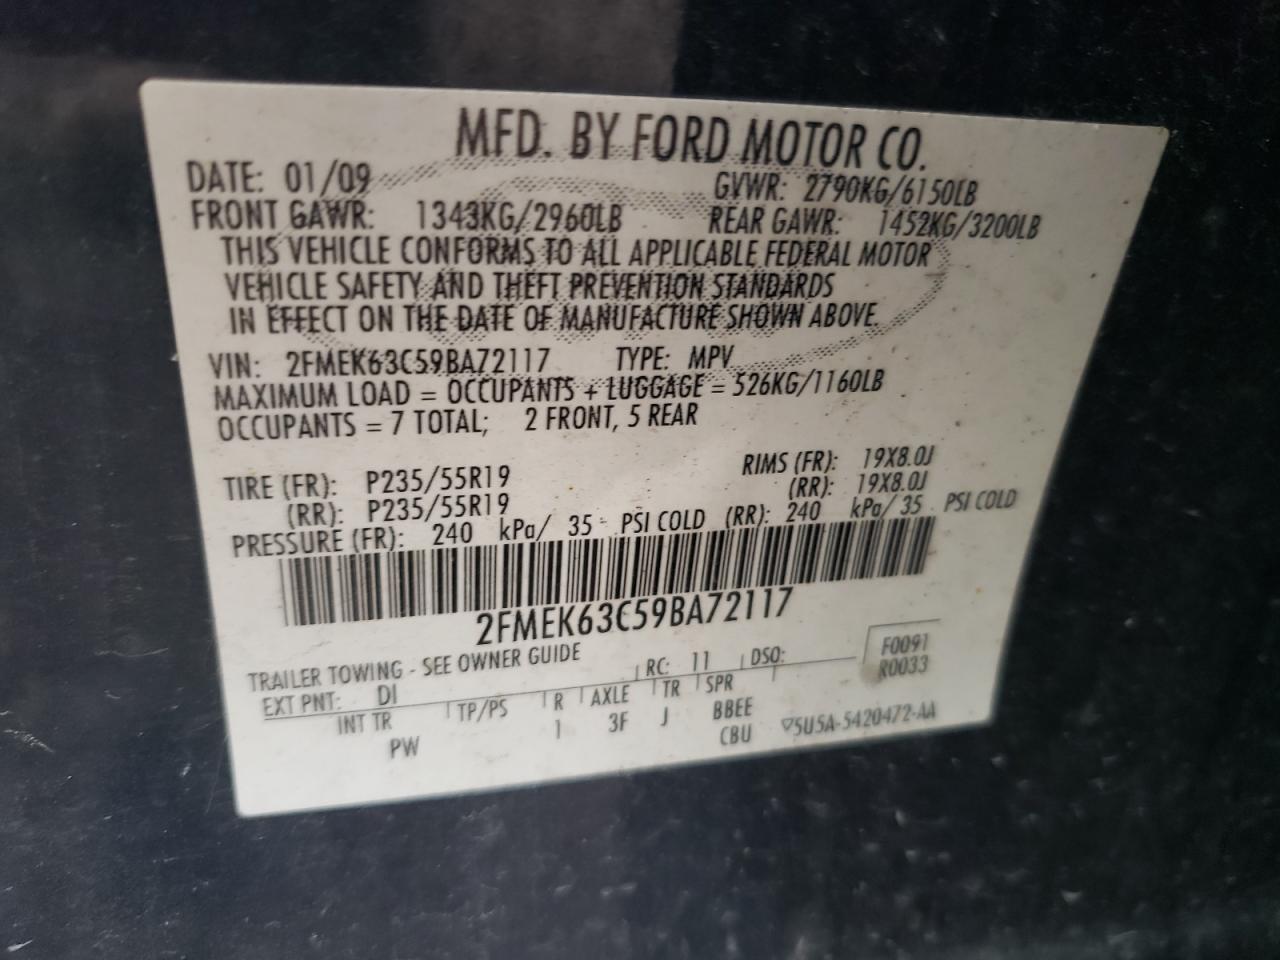 MFD. BY FORD MOTOR CO.
DATE: 01/09 GVWR: 2790KG/6150LB
FRONT GAWR: 1343KG/2960LB REAR GAWR: 1452KG/3200LB
THIS VEHICLE CONFORMS TO ALL APPLICABLE FEDERAL MOTOR
VEHICLE SAFETY AND THEFT PREVENTION STANDARDS
IN EFFECT ON THE DATE OF MANUFACTURE SHOWN ABOVE.
VIN: 2FMEK63C59BA72117 TYPE: MPV
MAXIMUM LOAD = OCCUPANTS + LUGGAGE = 526KG/1160LB
OCCUPANTS = 7 TOTAL; 2 FRONT, 5 REAR
TIRE (FR): P235/55R19 RIMS (FR): 19X8.0J
(RR): P235/55R19 (RR): 19X8.0J
PRESSURE (FR): 240 kPa/ 35 PSI COLD (RR): 240 kPa/ 35 PSI COLD
2FMEK63C59BA72117
TRAILER TOWING - SEE OWNER GUIDE F0091
EXT PNT: DI RC: 11 DSO: R0033
INT TR TP/PS R AXLE TR SPR
PW 1 3F J BBEE
CBU 5U5A-5420472-AA